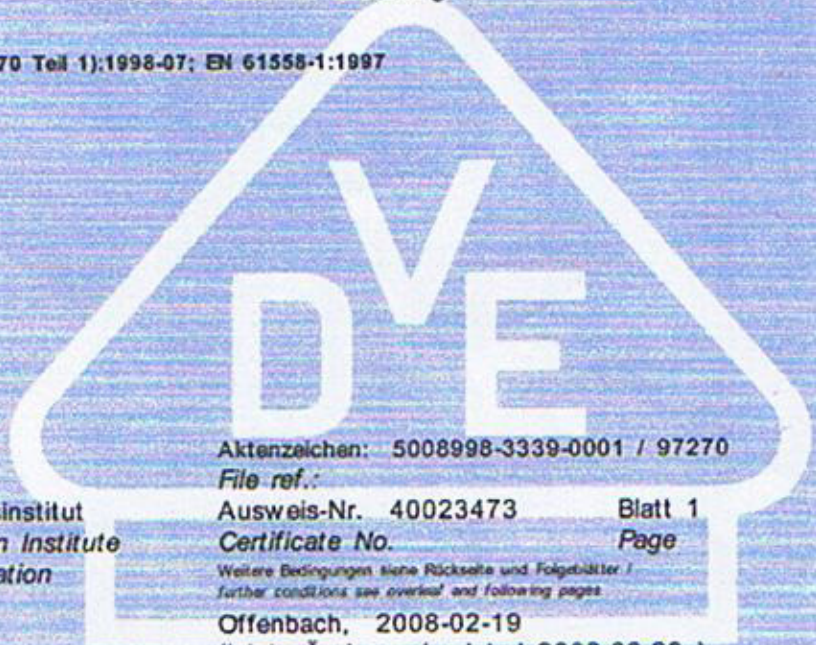 70 Teil 1):1998-07; EN 61558-1:1997
V
D E
Aktenzeichen: 5008998-3339-0001 / 97270
File ref.:
institut
Ausweis-Nr. 40023473 Blatt 1
n Institute
Certificate No. Page
ation
Weitere Bedingungen siehe Rückseite und Folgeblätter /
further conditions see overleaf and following pages
Offenbach, 2008-02-19